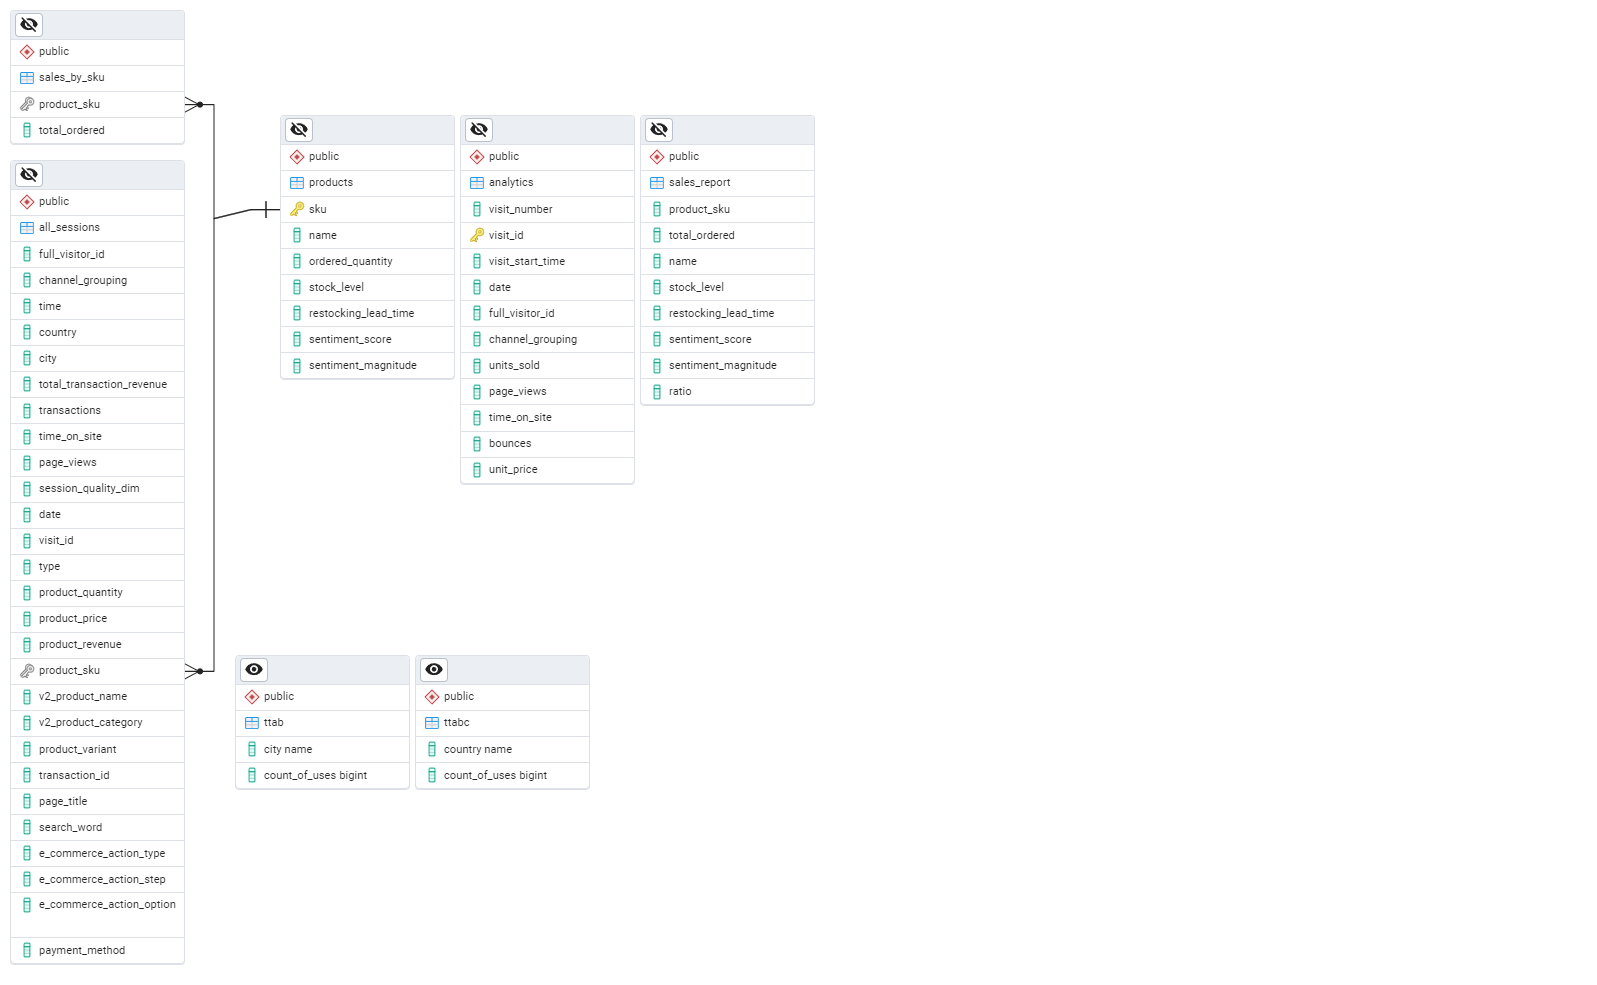 public
sales_by_sku
product_sku
total_ordered
public
all_sessions
full_visitor_id
channel_grouping
time
country
city
total_transaction_revenue
transactions
time_on_site
page_views
session_quality_dim
date
visit_id
type
product_quantity
product_price
product_revenue
product_sku
v2_product_name
v2_product_category
product_variant
transaction_id
page_title
search_word
e_commerce_action_type
e_commerce_action_step
e_commerce_action_option
payment_method
public
products
sku
name
ordered_quantity
stock_level
restocking_lead_time
sentiment_score
sentiment_magnitude
public
analytics
visit_number
visit_id
visit_start_time
date
full_visitor_id
channel_grouping
units_sold
page_views
time_on_site
bounces
unit_price
public
sales_report
product_sku
total_ordered
name
stock_level
restocking_lead_time
sentiment_score
sentiment_magnitude
ratio
public
ttab
city name
count_of_uses bigint
public
ttabc
country name
count_of_uses bigint